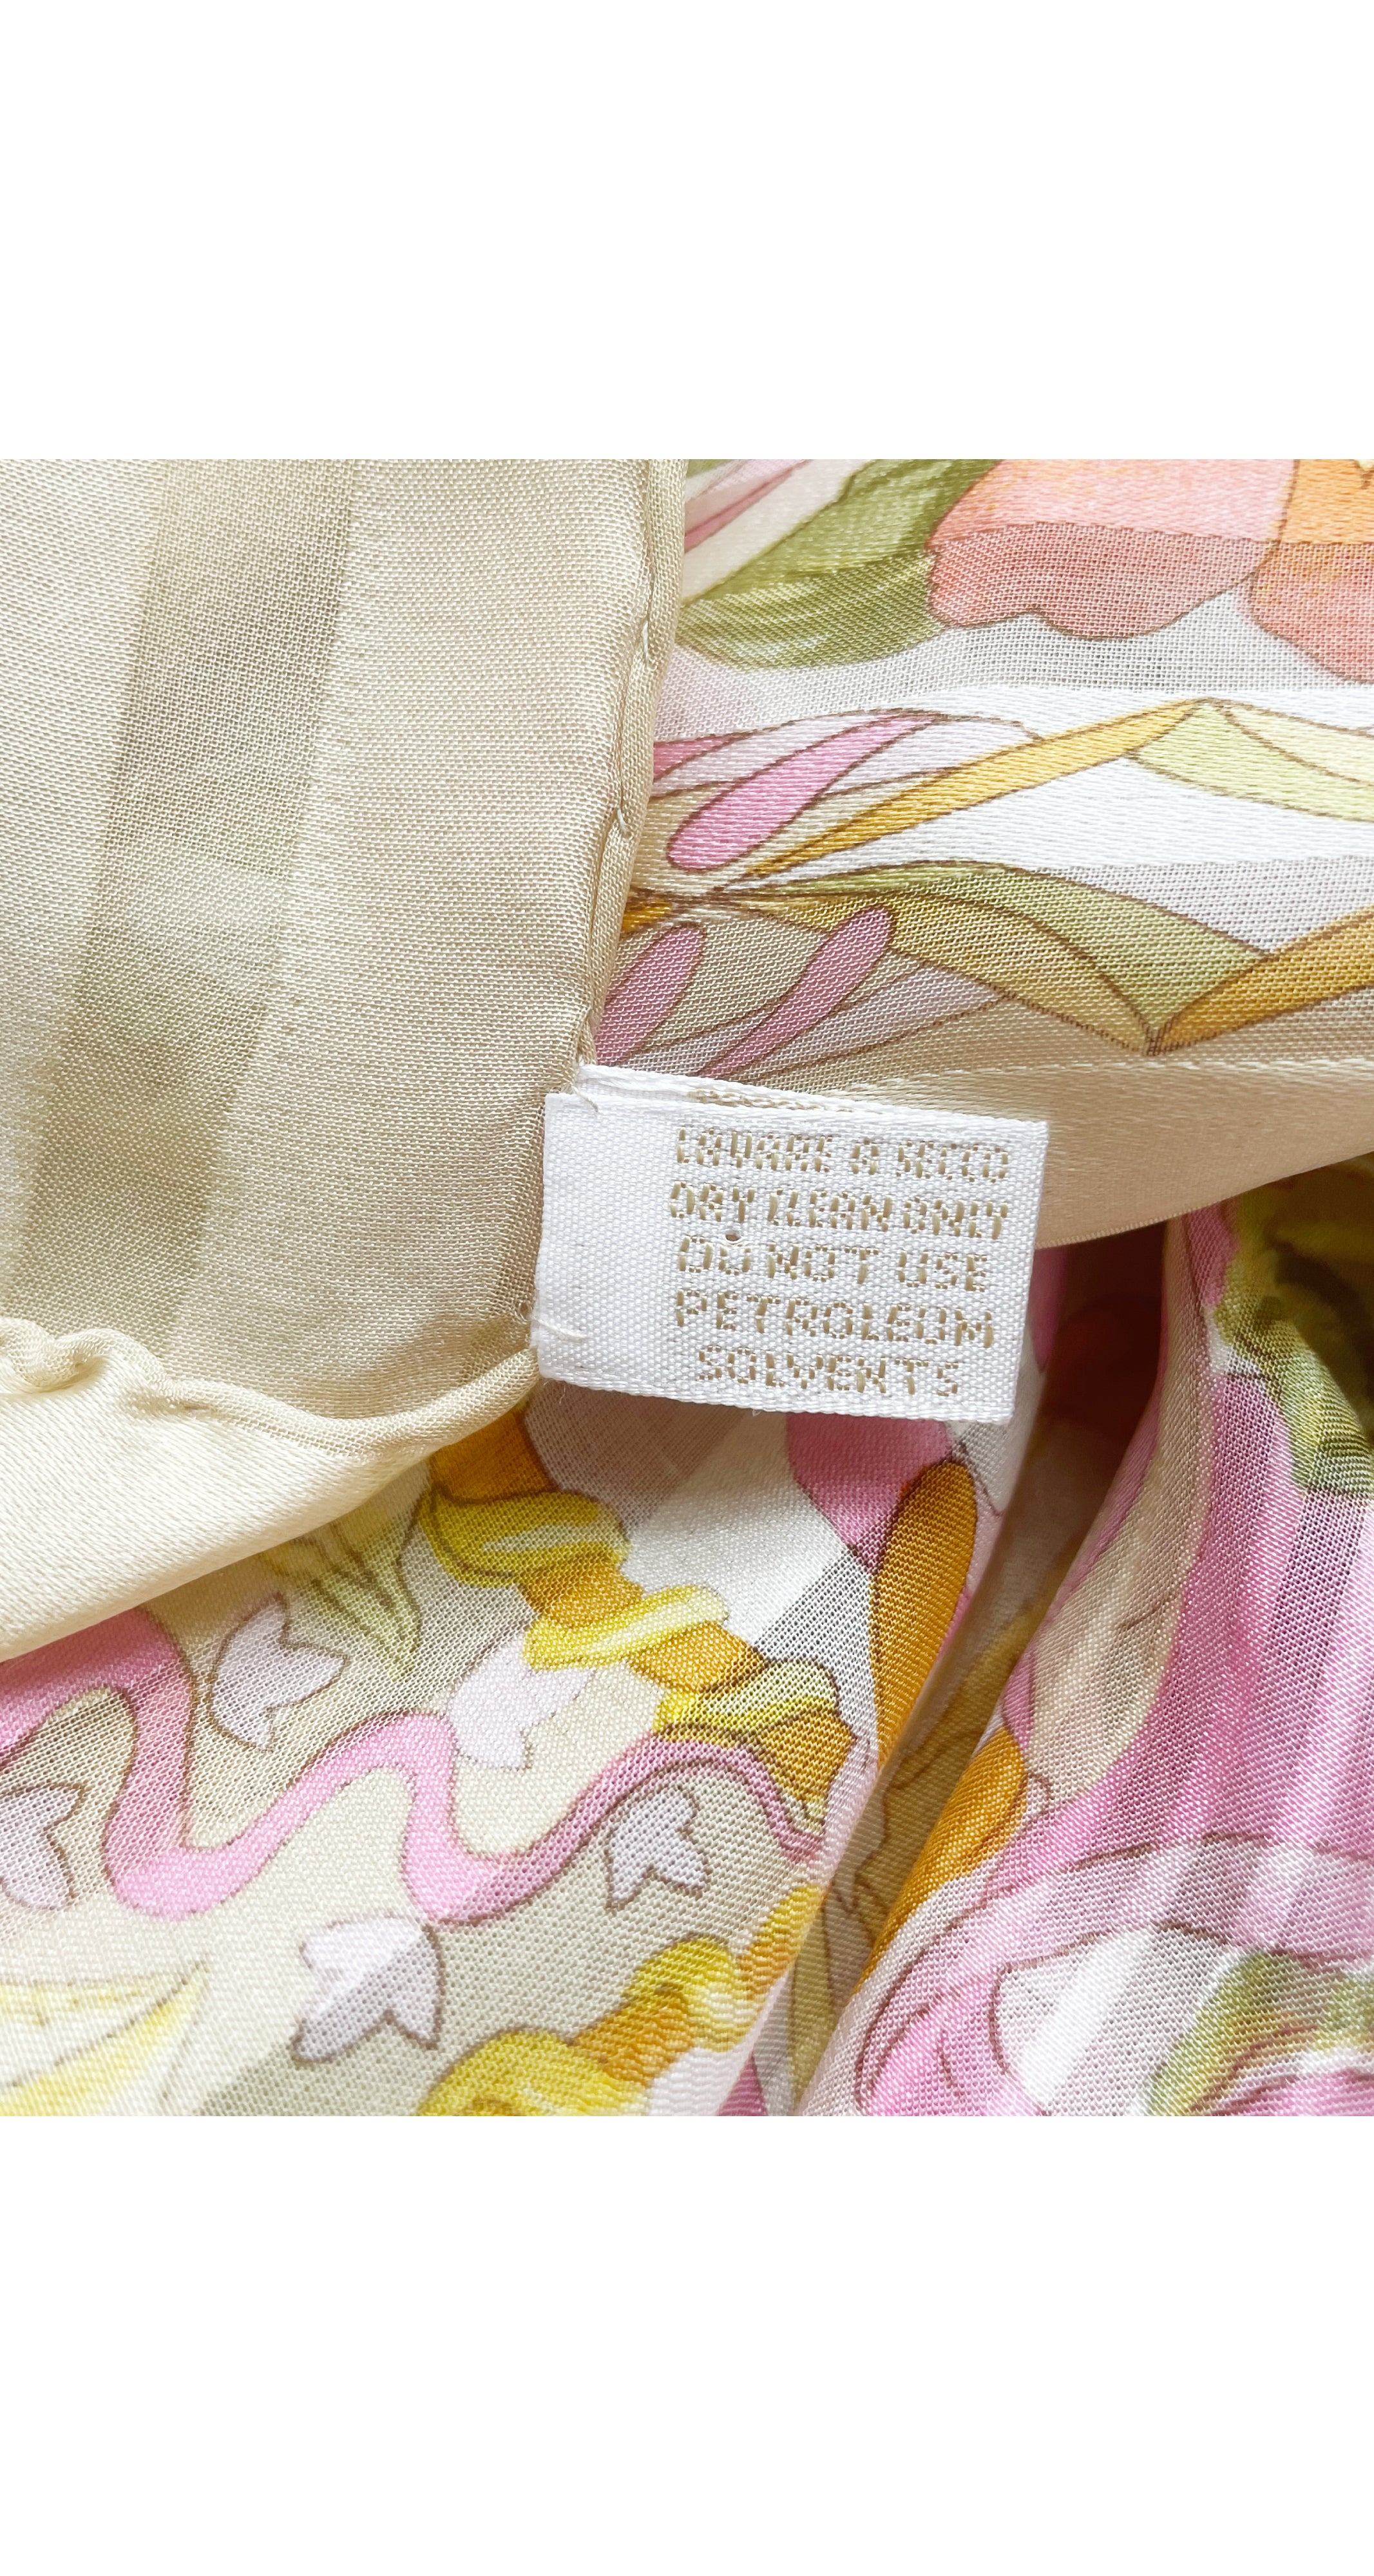 LAVARE A SECCO
DRY CLEAN ONLY
DO NOT USE
PETROLEUM
SOLVENTS